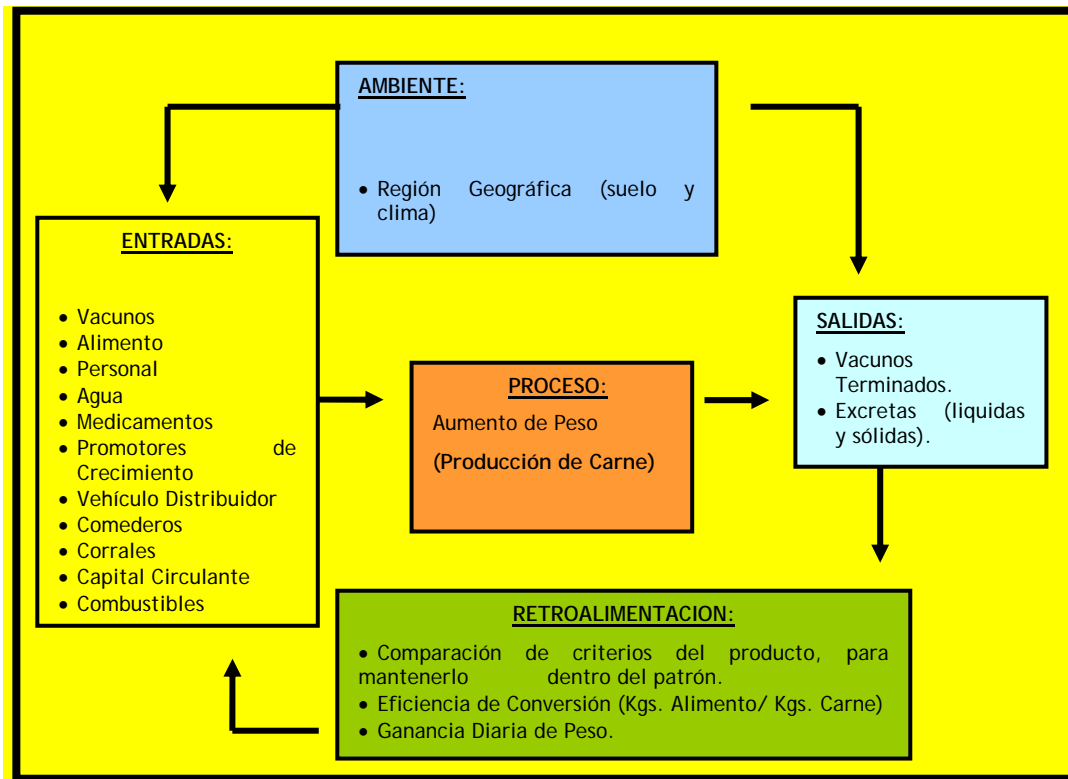 AMBIENTE:
• Región Geográfica (suelo y
clima)
ENTRADAS:
• Vacunos
• Alimento
• Personal
• Agua
• Medicamentos
• Promotores de
Crecimiento
• Vehículo Distribuidor
• Comederos
• Corrales
• Capital Circulante
• Combustibles
PROCESO:
Aumento de Peso
(Producción de Carne)
SALIDAS:
• Vacunos
Terminados.
• Excretas (liquidas
y sólidas).
RETROALIMENTACION:
• Comparación de criterios del producto, para
mantenerlo dentro del patrón.
• Eficiencia de Conversión (Kgs. Alimento/ Kgs. Carne)
• Ganancia Diaria de Peso.